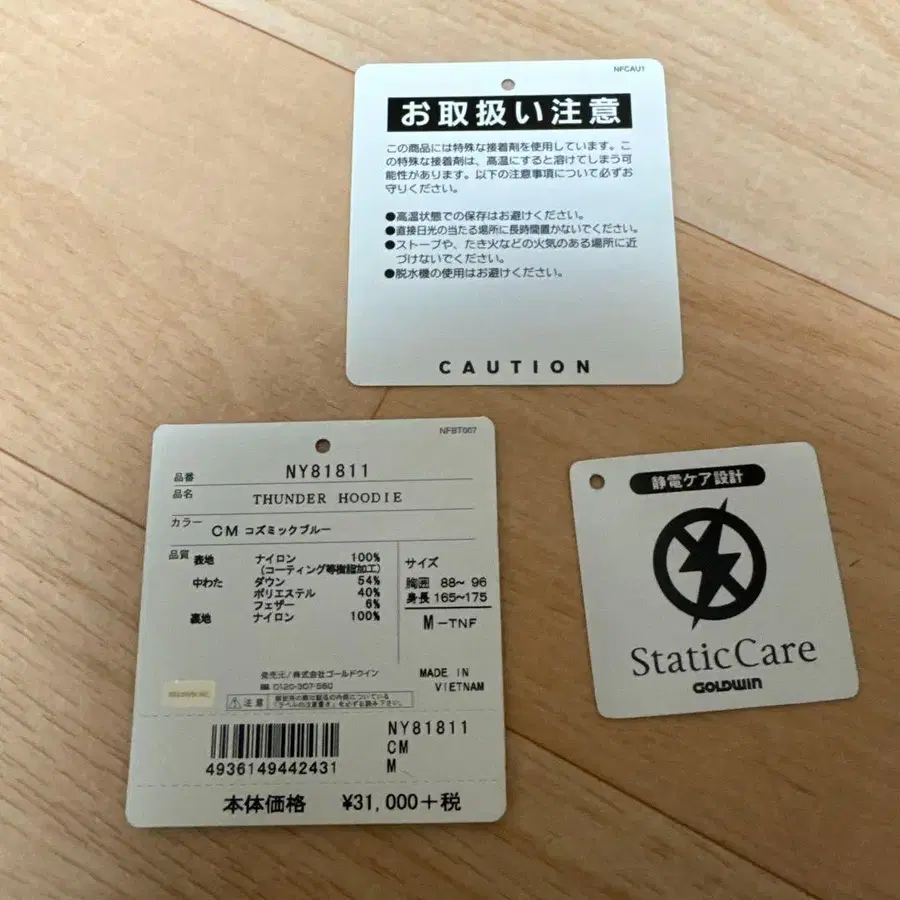 NFCAU1
お取扱い注意
この商品には特殊な接着剤を使用しています。こ
の特殊な接着剤は、高温にすると溶けてしまう可
能性があります。以下の注意事項について必ずお
守りください。
●高温状態での保存はお避けください。
●直接日光の当たる場所に長時間置かないでください。
●ストーブや、たき火などの火気のある場所に近
づけないでください。
●脱水機の使用はお避けください。
CAUTION
NFBT007
品番 NY81811
品名 THUNDER HOODIE
カラー CM コズミックブルー
品質 表地 ナイロン 100%
(コーティング等樹脂加工)
中わた ダウン 54%
ポリエステル 40%
フェザー 6%
裏地 ナイロン 100%
サイズ
胸囲 88~ 96
身長 165~175
M-TNF
発売元/株式会社ゴールドウイン
0120-307-560
MADE IN
VIETNAM
注意
NY81811
CM
M
4936149442431
本体価格 ¥31,000+税
静電ケア設計
StaticCare
GOLDWIN